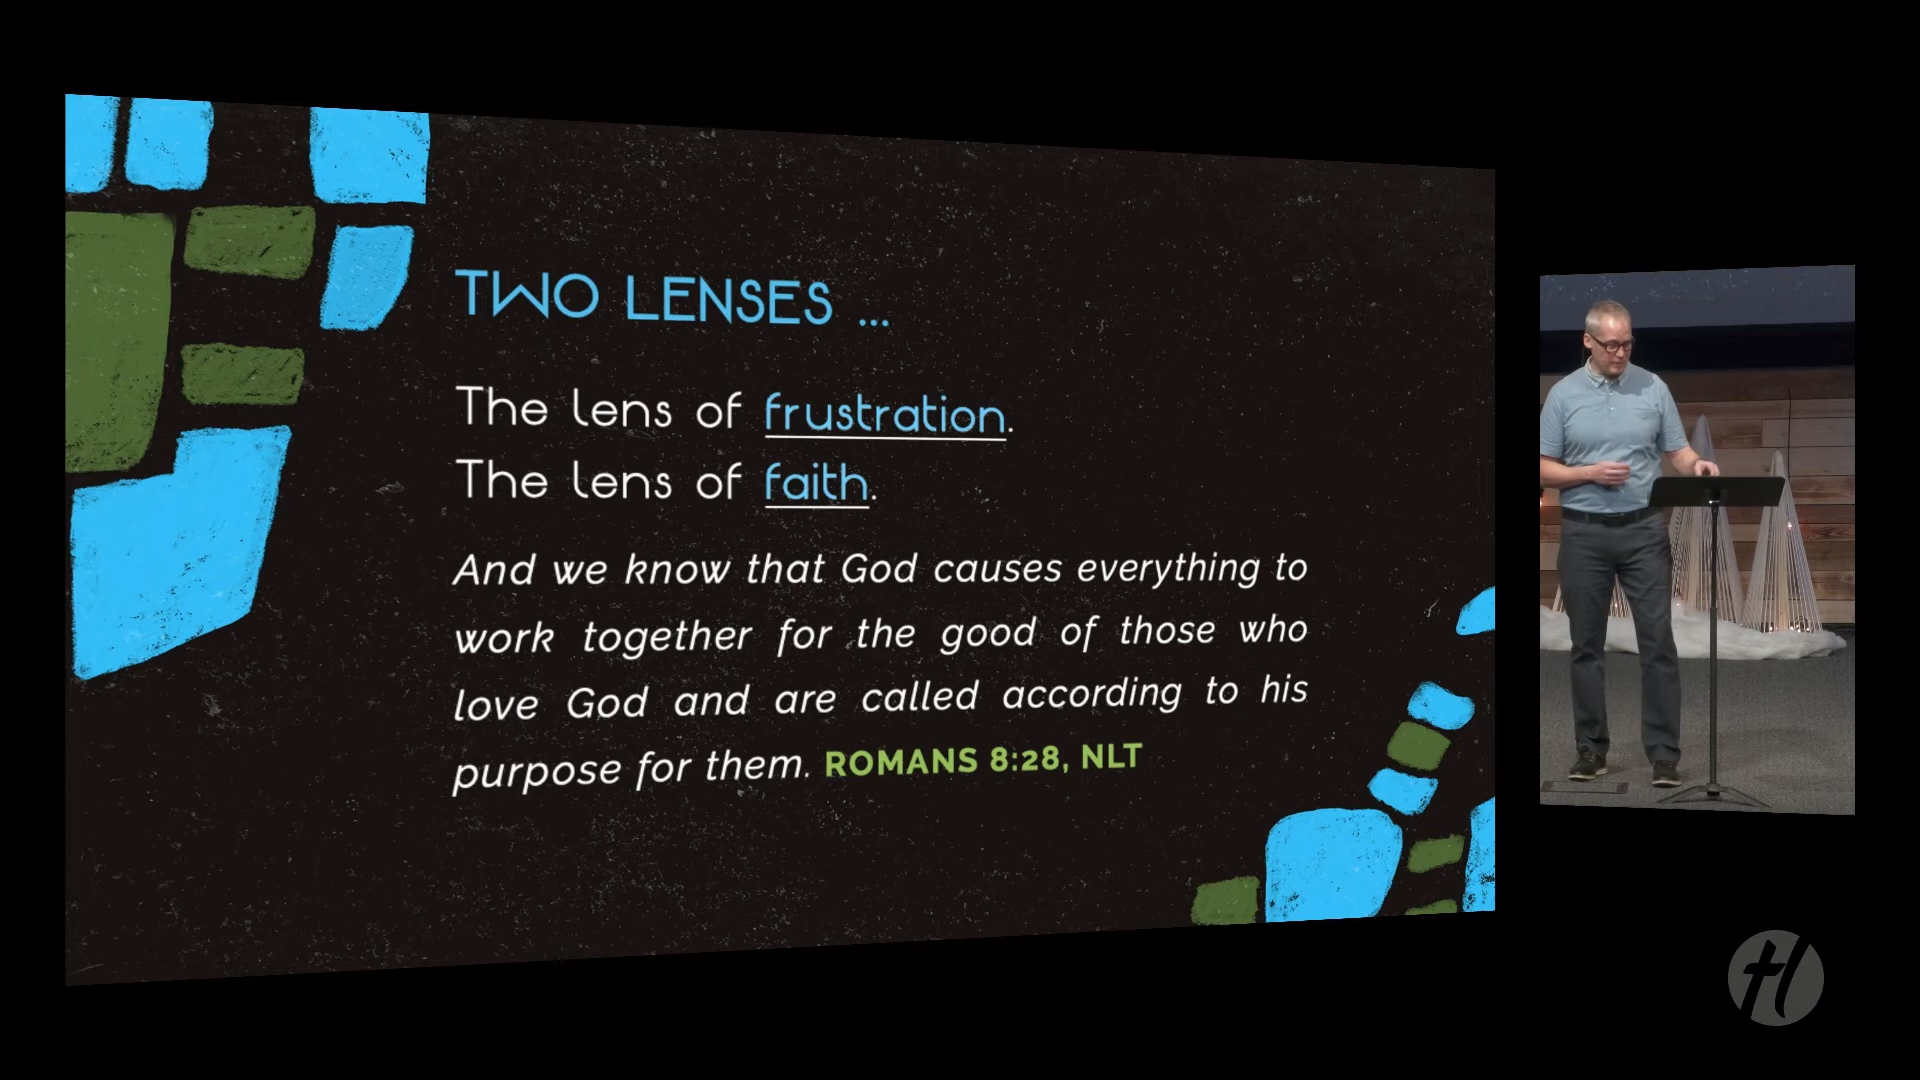 TWO LENSES ...
The lens of frustration.
The lens of faith.
And we know that God causes everything to
work together for the good of those who
love God and are called according to his
purpose for them. ROMANS 8:28, NLT